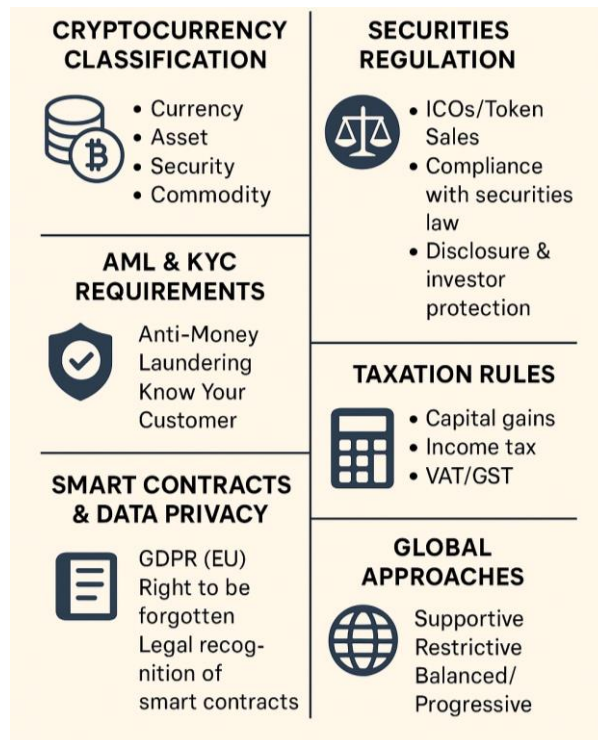 CRYPTOCURRENCY
CLASSIFICATION
• Currency
• Asset
• Security
• Commodity
AML & KYC
REQUIREMENTS
Anti-Money
Laundering
Know Your
Customer
SMART CONTRACTS
& DATA PRIVACY
GDPR (EU)
Right to be
forgotten
Legal recog-
nition of
smart contracts
SECURITIES
REGULATION
• ICOs/Token
Sales
• Compliance
with securities
law
• Disclosure &
investor
protection
TAXATION RULES
• Capital gains
• Income tax
• VAT/GST
GLOBAL
APPROACHES
Supportive
Restrictive
Balanced/
Progressive